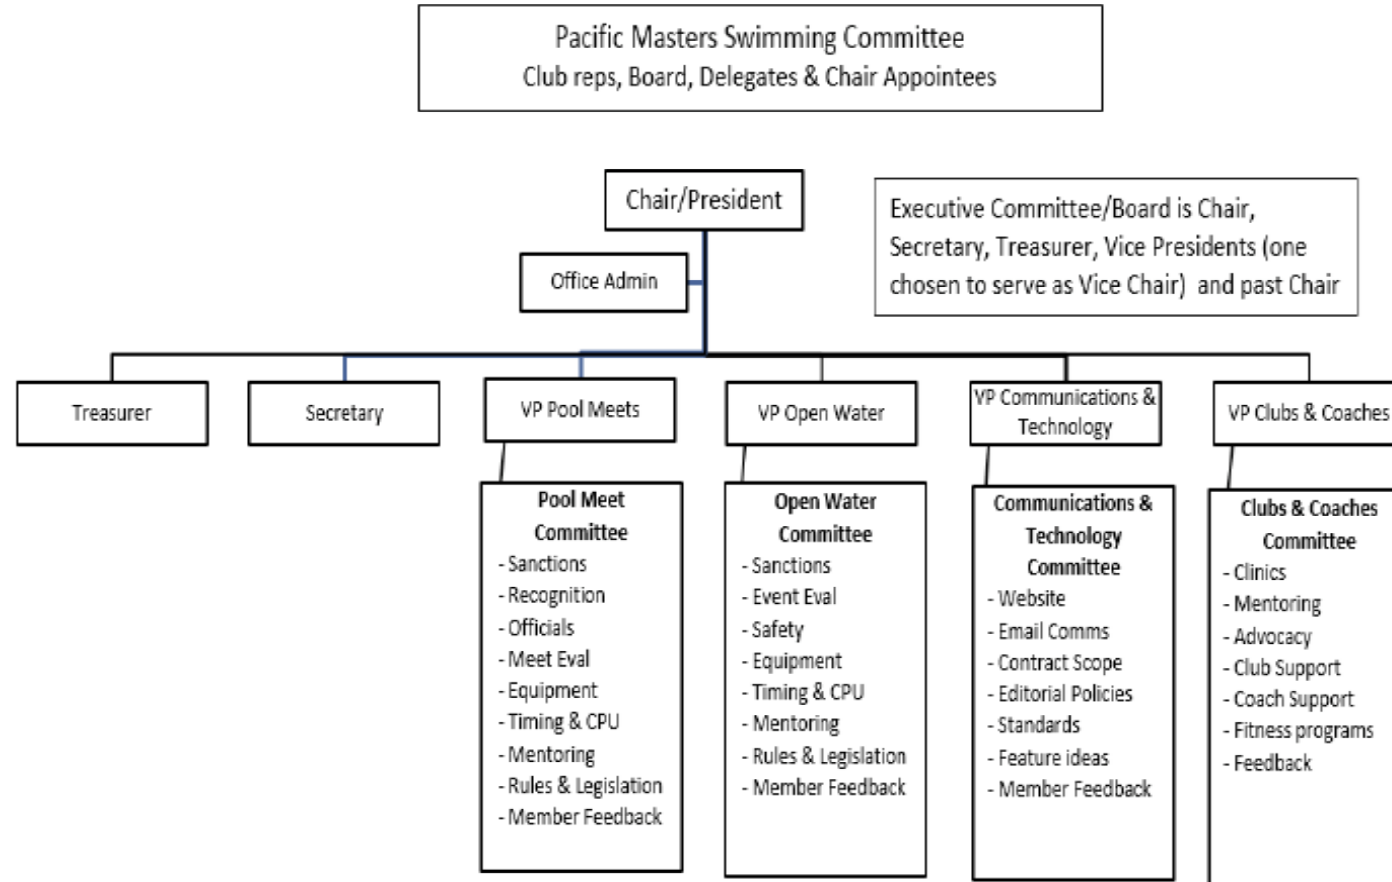 Pacific Masters Swimming Committee
Club reps, Board, Delegates & Chair Appointees
Chair/President
Executive Committee/Board is Chair,
Secretary, Treasurer, Vice Presidents (one
chosen to serve as Vice Chair) and past Chair
Office Admin
Treasurer
Secretary
VP Pool Meets
VP Open Water
VP Communications &
Technology
VP Clubs & Coaches
Pool Meet
Committee
- Sanctions
- Recognition
- Officials
- Meet Eval
- Equipment
- Timing & CPU
- Mentoring
- Rules & Legislation
- Member Feedback
Open Water
Committee
- Sanctions
- Event Eval
- Safety
- Equipment
- Timing & CPU
- Mentoring
- Rules & Legislation
- Member Feedback
Communications &
Technology
Committee
- Website
- Email Comms
- Contract Scope
- Editorial Policies
- Standards
- Feature ideas
- Member Feedback
Clubs & Coaches
Committee
- Clinics
- Mentoring
- Advocacy
- Club Support
- Coach Support
- Fitness programs
- Feedback